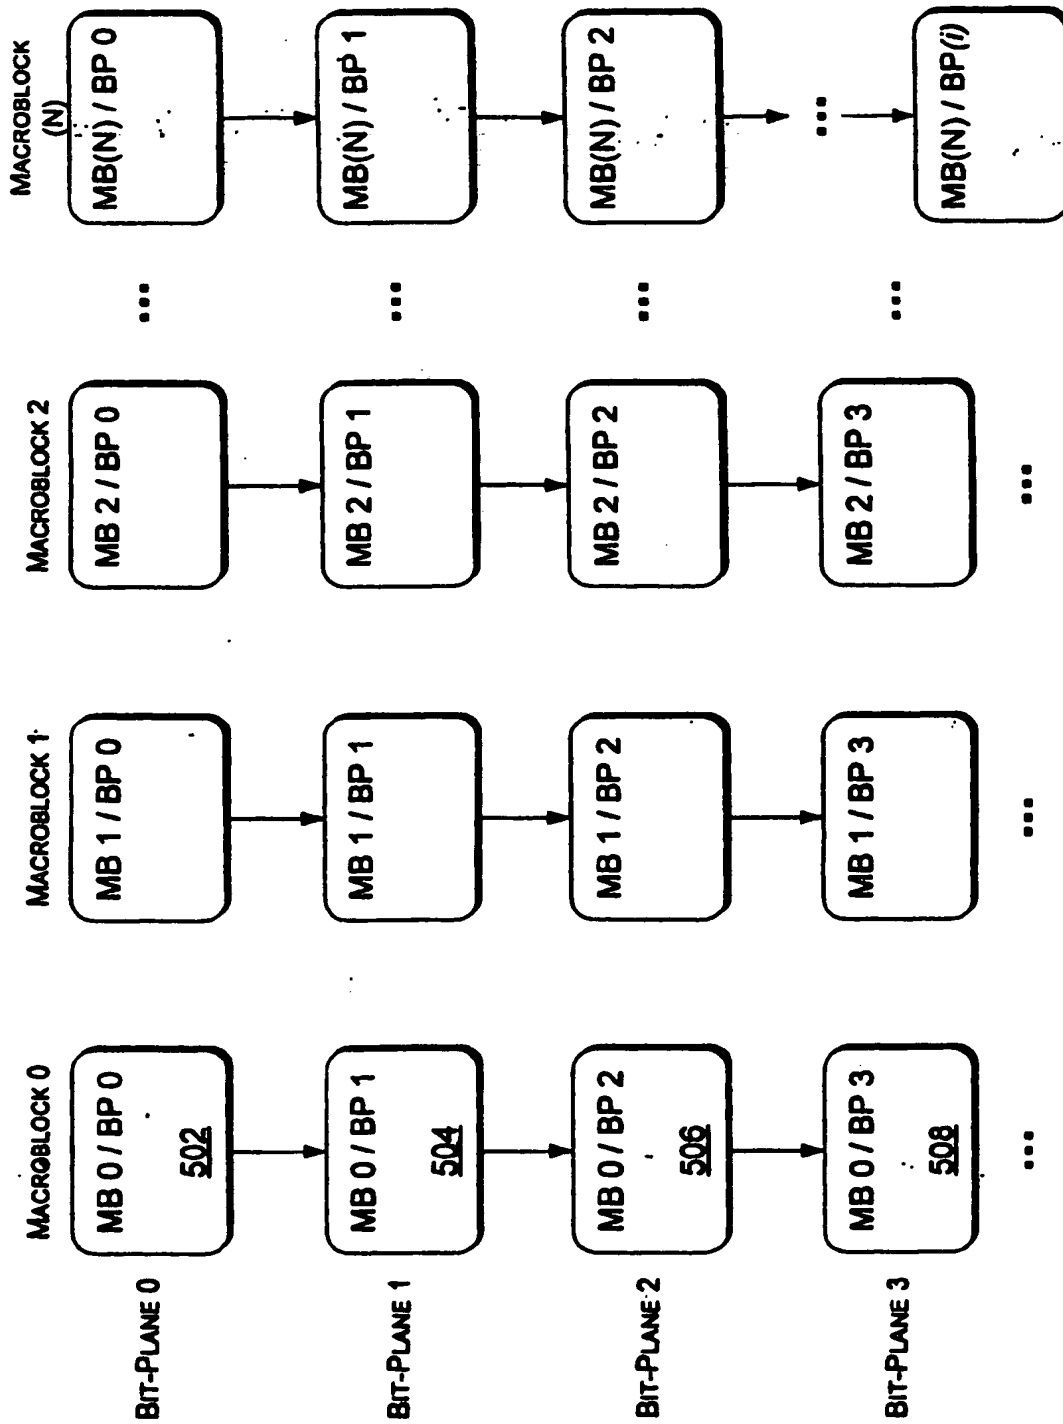 MACROBLOCK 0
MACROBLOCK 1
MACROBLOCK 2
MACROBLOCK
(N)
BIT-PLANE 0
MB 0 / BP 0
502
MB 1 / BP 0
MB 2 / BP 0
...
MB(N) / BP 0
BIT-PLANE 1
MB 0 / BP 1
504
MB 1 / BP 1
MB 2 / BP 1
...
MB(N) / BP 1
BIT-PLANE 2
MB 0 / BP 2
506
MB 1 / BP 2
MB 2 / BP 2
...
MB(N) / BP 2
...
BIT-PLANE 3
MB 0 / BP 3
508
MB 1 / BP 3
MB 2 / BP 3
...
MB(N) / BP(i)
...
...
...